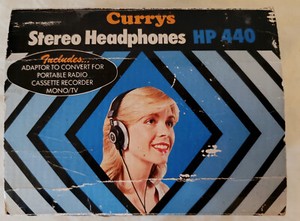 Currys
Stereo Headphones HP 440
Includes...
ADAPTOR TO CONVERT FOR
PORTABLE RADIO
CASSETTE RECORDER
MONO/TV